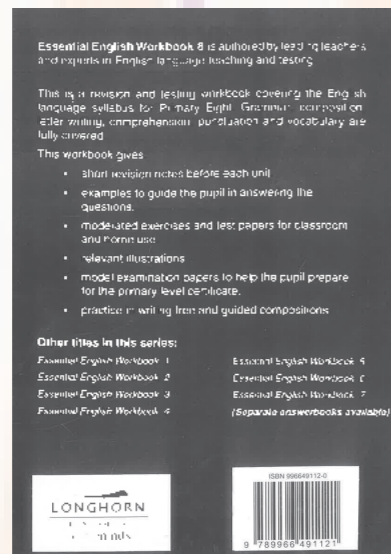 Essential English Workbook 8 is authored by leading teachers
and experts in English language teaching and testing
This is a revision and testing workbook covering the English
language syllabus for Primary Eight. Grammar, composition,
letter writing, comprehension, punctuation and vocabulary are
fully covered
This workbook gives
• short revision notes before each unit
• examples to guide the pupil in answering the
questions.
• moderated exercises and test papers for classroom
and home use
• relevant illustrations
• model examination papers to help the pupil prepare
for the primary level certificate.
• practice in writing free and guided compositions
Other titles in this series:
Essential English Workbook 1
Essential English Workbook 2
Essential English Workbook 3
Essential English Workbook 4
Essential English Workbook 5
Essential English Workbook 6
Essential English Workbook 7
(Separate answerbooks available)
LONGHORN
minds
ISBN 996649112-0
9 789966 491121